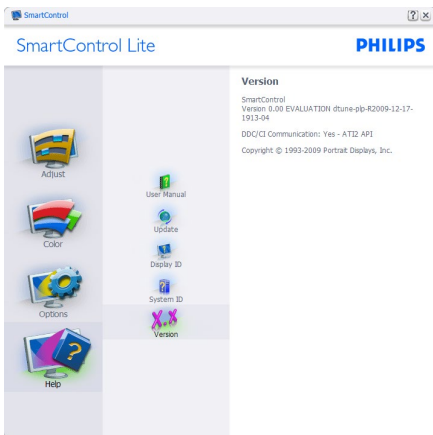 SmartControl
SmartControl Lite
PHILIPS
Adjust
Color
Options
Help
User Manual
Update
Display ID
System ID
X.X
Version
Version
SmartControl
Version 0.00 EVALUATION dtune-plp-R2009-12-17-
1913-04
DDC/CI Communication: Yes - ATI2 API
Copyright © 1993-2009 Portrait Displays, Inc.